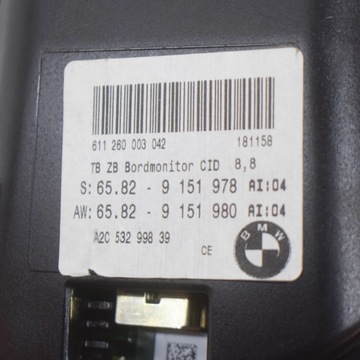 611 260 003 042 181158
TB ZB Bordmonitor CID 8,8
S: 65.82 - 9 151 978 AI:04
AW: 65.82 - 9 151 980 AI:04
A2C 532 998 39 CE
BMW